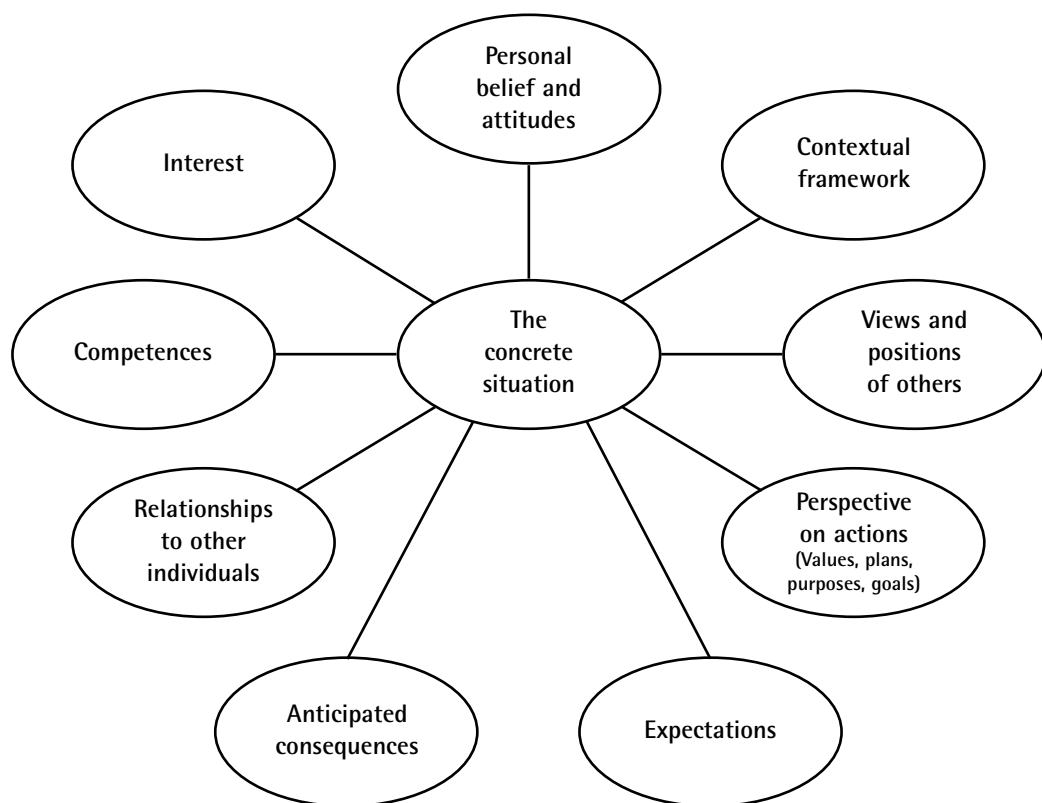 Personal
belief and
attitudes
Interest
Contextual
framework
Competences
The
concrete
situation
Views and
positions
of others
Relationships
to other
individuals
Perspective
on actions
(Values, plans,
purposes, goals)
Anticipated
consequences
Expectations